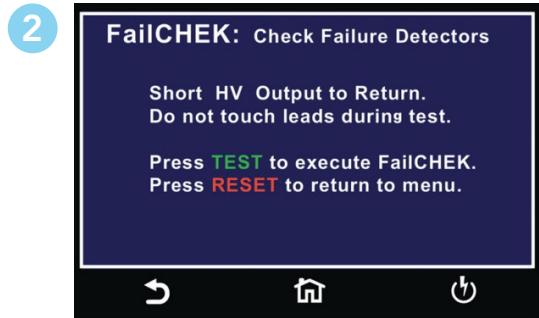 2
FailCHEK: Check Failure Detectors
Short HV Output to Return.
Do not touch leads during test.
Press TEST to execute FailCHEK.
Press RESET to return to menu.